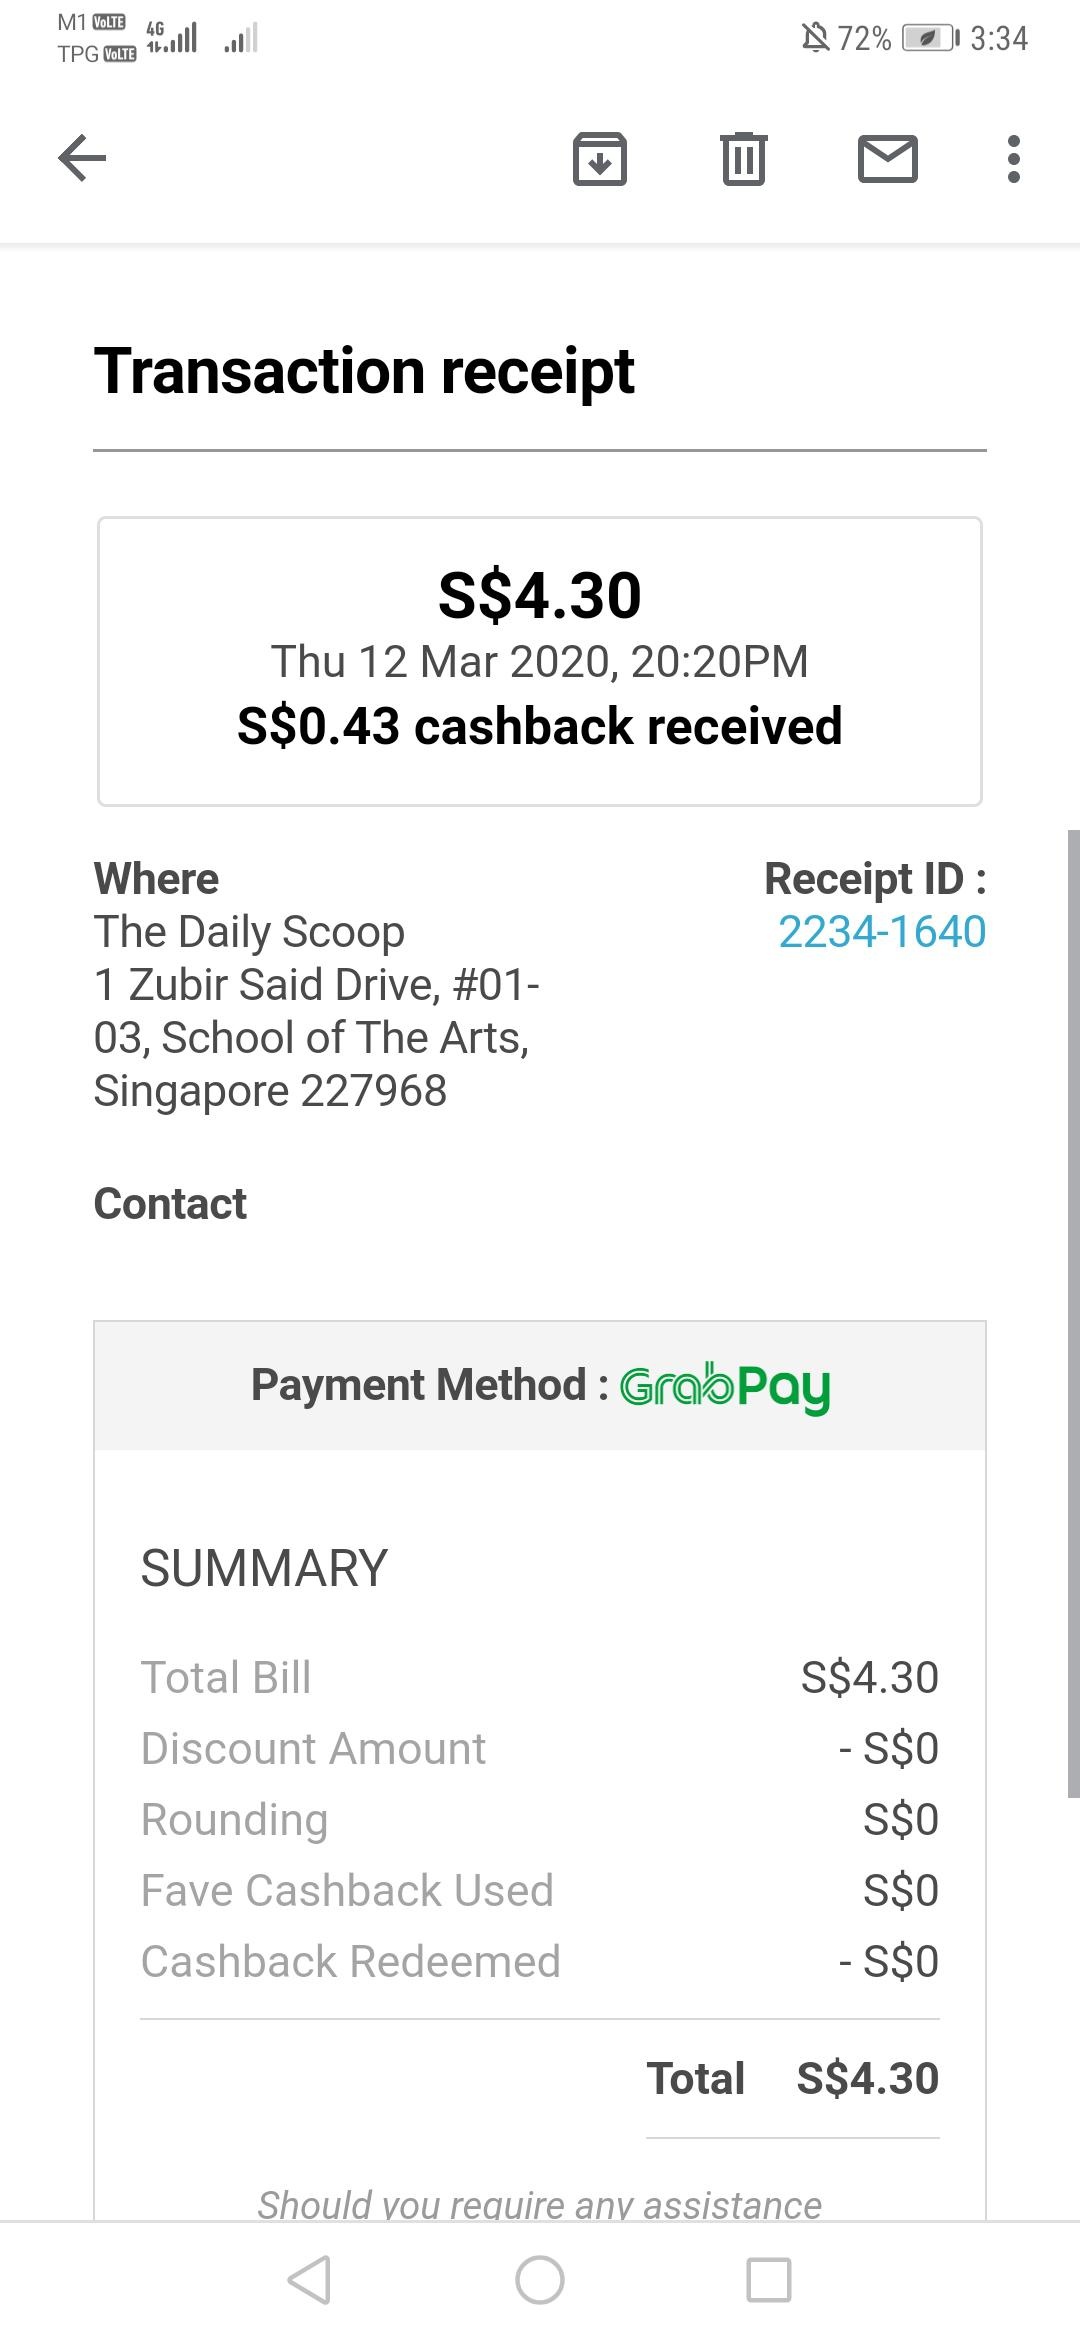 M1 VoLTE 4G
TPG VoLTE
72% 3:34
Transaction receipt
S$4.30
Thu 12 Mar 2020, 20:20PM
S$0.43 cashback received
Where
The Daily Scoop
1 Zubir Said Drive, #01-
03, School of The Arts,
Singapore 227968
Receipt ID :
2234-1640
Contact
Payment Method : GrabPay
SUMMARY
Total Bill S$4.30
Discount Amount - S$0
Rounding S$0
Fave Cashback Used S$0
Cashback Redeemed - S$0
Total S$4.30
Should you require any assistance